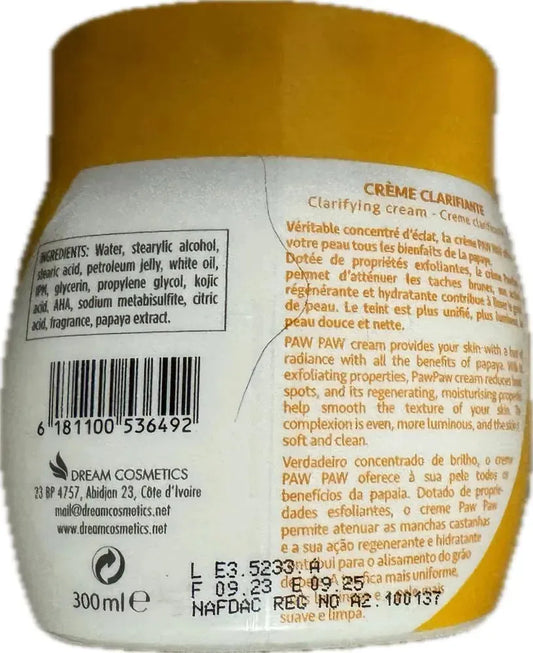 INGREDIENTS: Water, stearylic alcohol,
stearic acid, petroleum jelly, white oil,
IPM, glycerin, propylene glycol, kojic
acid, AHA, sodium metabisulfite, citric
acid, fragrance, papaya extract.
6 181100 536492
DREAM COSMETICS
23 BP 4757, Abidjan 23, Côte d'Ivoire
mail@dreamcosmetics.net
www.dreamcosmetics.net
300ml e
CRÈME CLARIFIANTE
Clarifying cream - Creme
Véritable concentré d'éclat, la crème PAW PAW
votre peau tous les bienfaits de la papaye.
Dotée de propriétés exfoliantes, la crème
permet d'atténuer les taches brunes, son
régénérante et hydratante contribue à lisser le
de peau. Le teint est plus unifié, plus lumineux,
peau douce et nette.
PAW PAW cream provides your skin with a
radiance with all the benefits of papaya.
exfoliating properties, PawPaw cream reduces
spots, and its regenerating, moisturising
help smooth the texture of your skin. The
complexion is even, more luminous, and the skin
soft and clean.
Verdadeiro concentrado de brilho, o creme
PAW PAW oferece à sua pele todos os
benefícios da papaia. Dotado de proprie-
dades esfoliantes, o creme Paw Paw
permite atenuar as manchas castanhas
e a sua ação regenerante e hidratante
contribui para o alisamento do grão
mais uniforme,
suave e limpa.
L E3.5233.A
F 09.23 E 09.25
NAFDAC REG NO A2.100137